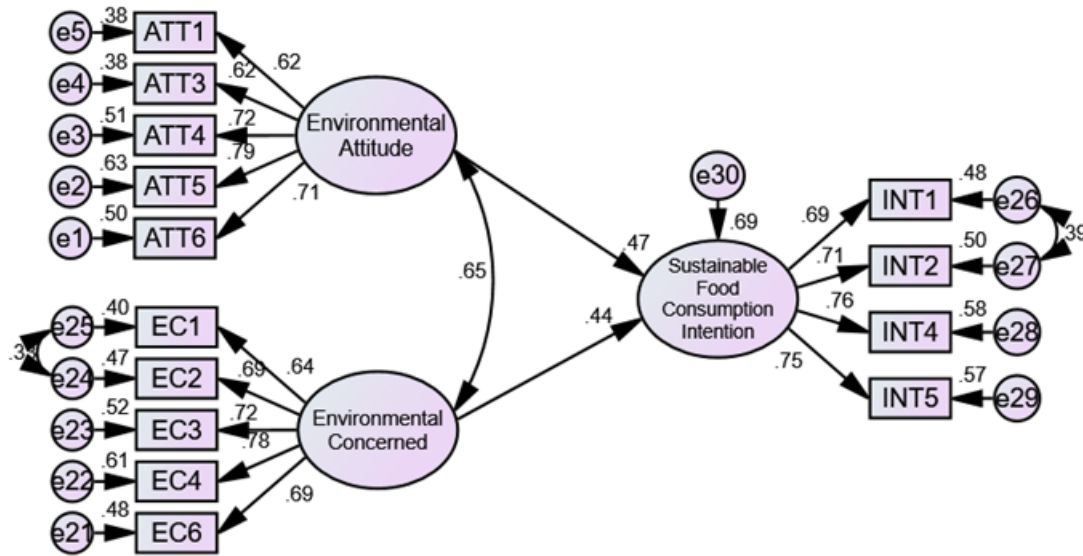 .38
e5
ATT1
.62
.38
e4
ATT3
.62
.51
e3
ATT4
.72
.63
e2
ATT5
.79
.50
e1
ATT6
.71
Environmental
Attitude
.65
.47
.44
.40
e25
EC1
.64
.47
e24
EC2
.69
.52
e23
EC3
.72
.61
e22
EC4
.78
.48
e21
EC6
.69
Environmental
Concerned
e30
.69
Sustainable
Food
Consumption
Intention
.69
INT1
.48
e26
.39
.71
INT2
.50
e27
.76
INT4
.58
e28
.75
INT5
.57
e29